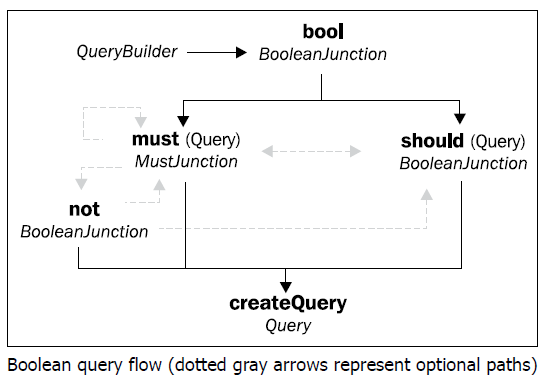 bool
QueryBuilder
BooleanJunction
must (Query)
MustJunction
should (Query)
BooleanJunction
not
BooleanJunction
createQuery
Query
Boolean query flow (dotted gray arrows represent optional paths)